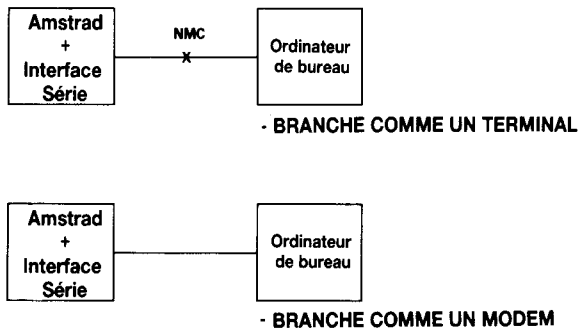 Amstrad
+
Interface
Série
NMC
x
Ordinateur
de bureau
- BRANCHE COMME UN TERMINAL
Amstrad
+
Interface
Série
Ordinateur
de bureau
- BRANCHE COMME UN MODEM